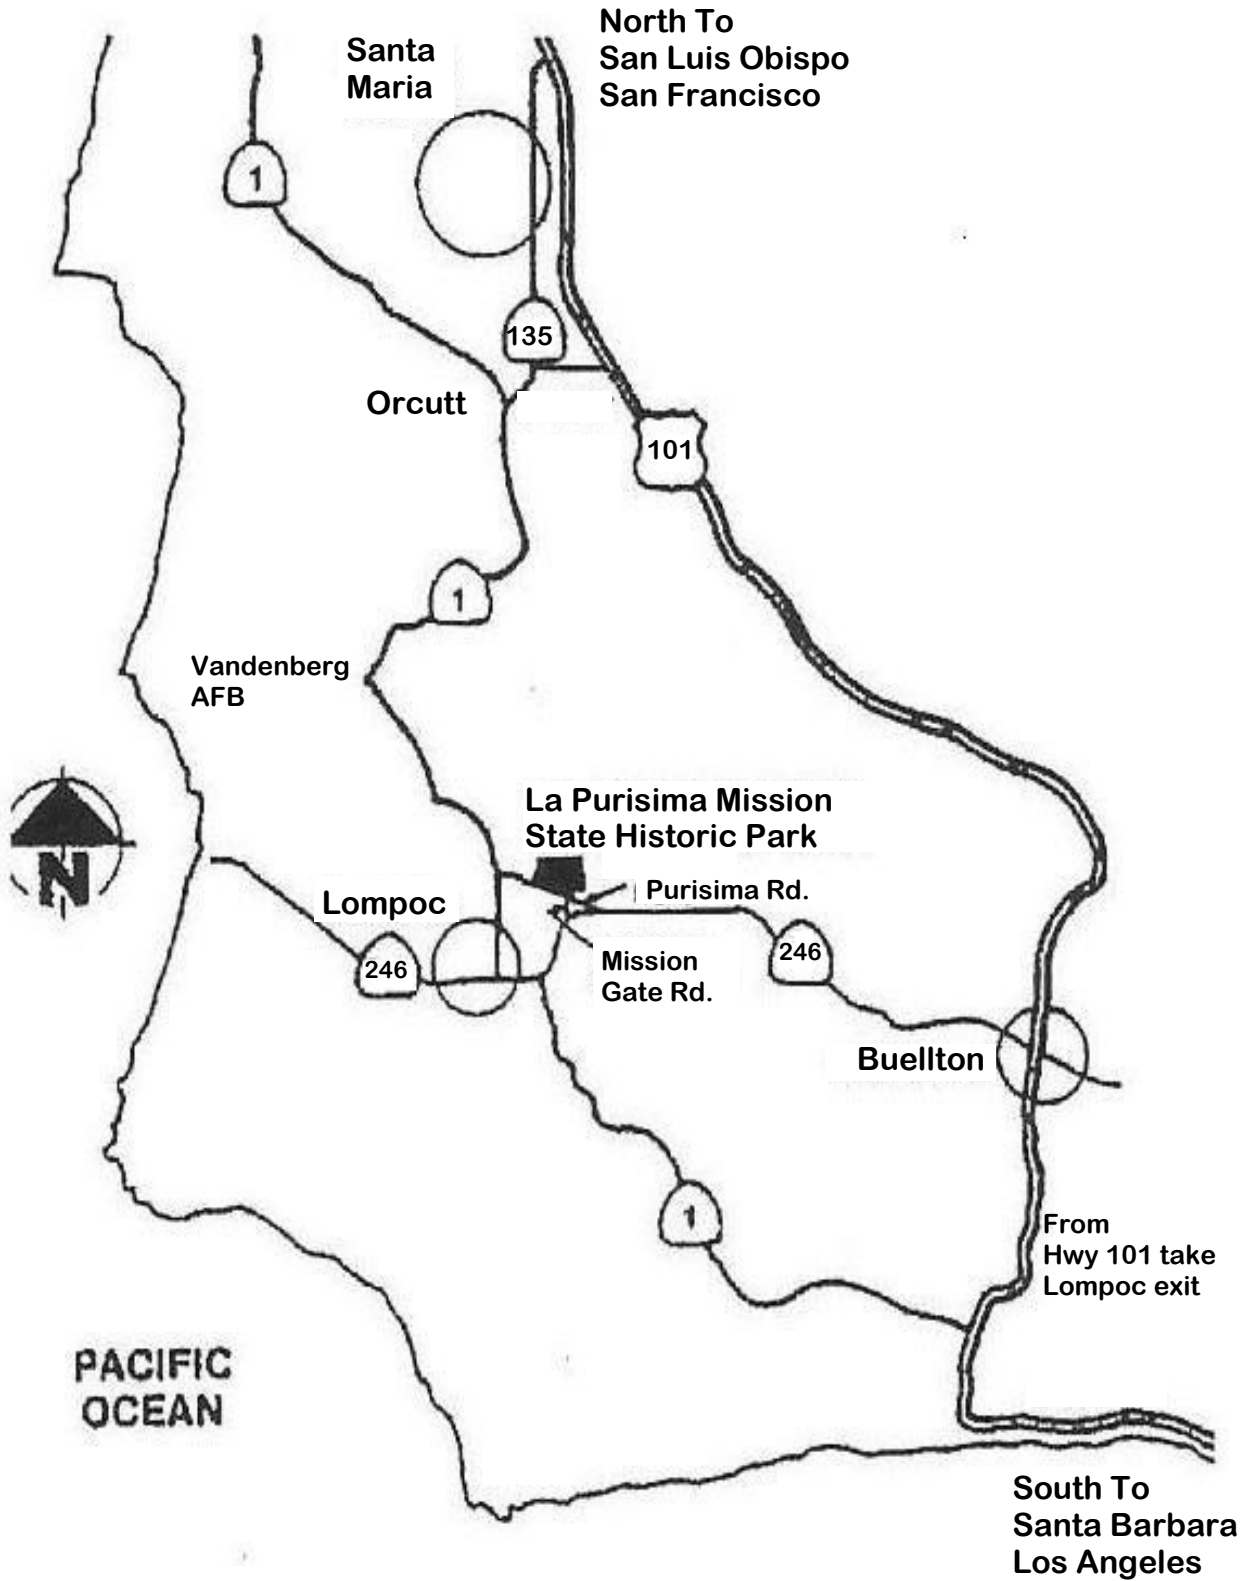 North To
San Luis Obispo
San Francisco
Santa
Maria
1
135
Orcutt
101
1
Vandenberg
AFB
La Purisima Mission
State Historic Park
N
Purisima Rd.
Lompoc
246
Mission
Gate Rd.
246
Buellton
1
From
Hwy 101 take
Lompoc exit
PACIFIC
OCEAN
South To
Santa Barbara
Los Angeles